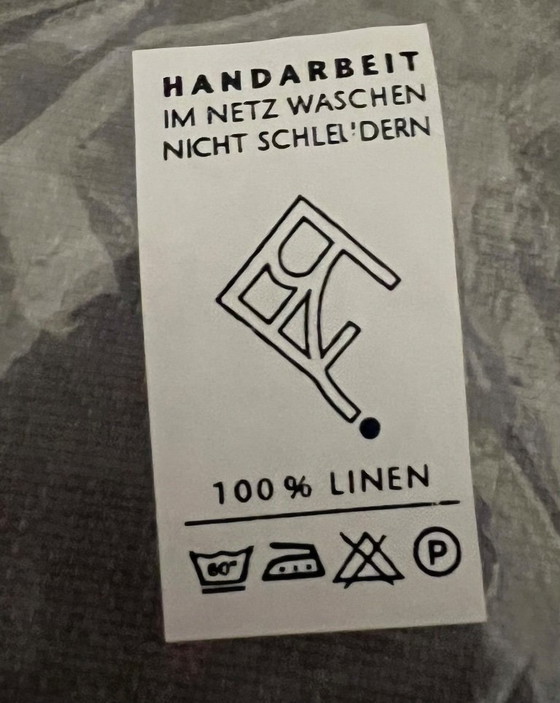 HANDARBEIT
IM NETZ WASCHEN
NICHT SCHLEUDERN
100% LINEN
60°
P